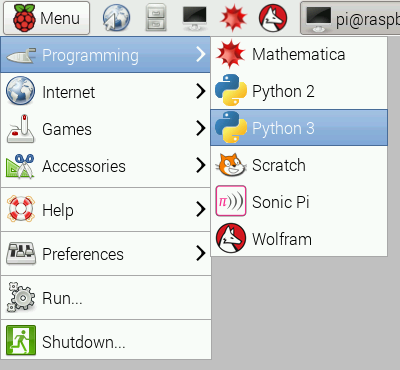 Menu
pi@raspb
Programming
Internet
Games
Accessories
Help
Preferences
Run...
Shutdown...
Mathematica
Python 2
Python 3
Scratch
Sonic Pi
Wolfram